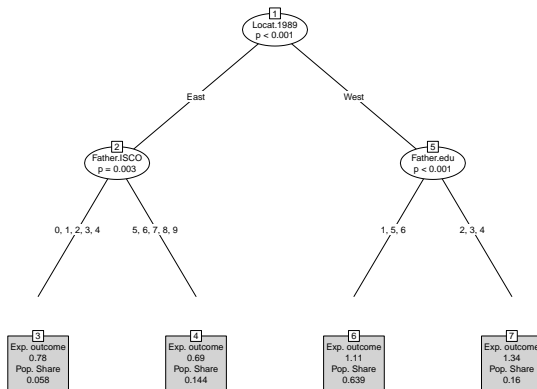 1
Locat.1989
p < 0.001
East
West
2
Father.ISCO
p = 0.003
5
Father.edu
p < 0.001
0, 1, 2, 3, 4
5, 6, 7, 8, 9
1, 5, 6
2, 3, 4
3
Exp. outcome
0.78
Pop. Share
0.058
4
Exp. outcome
0.69
Pop. Share
0.144
6
Exp. outcome
1.11
Pop. Share
0.639
7
Exp. outcome
1.34
Pop. Share
0.16